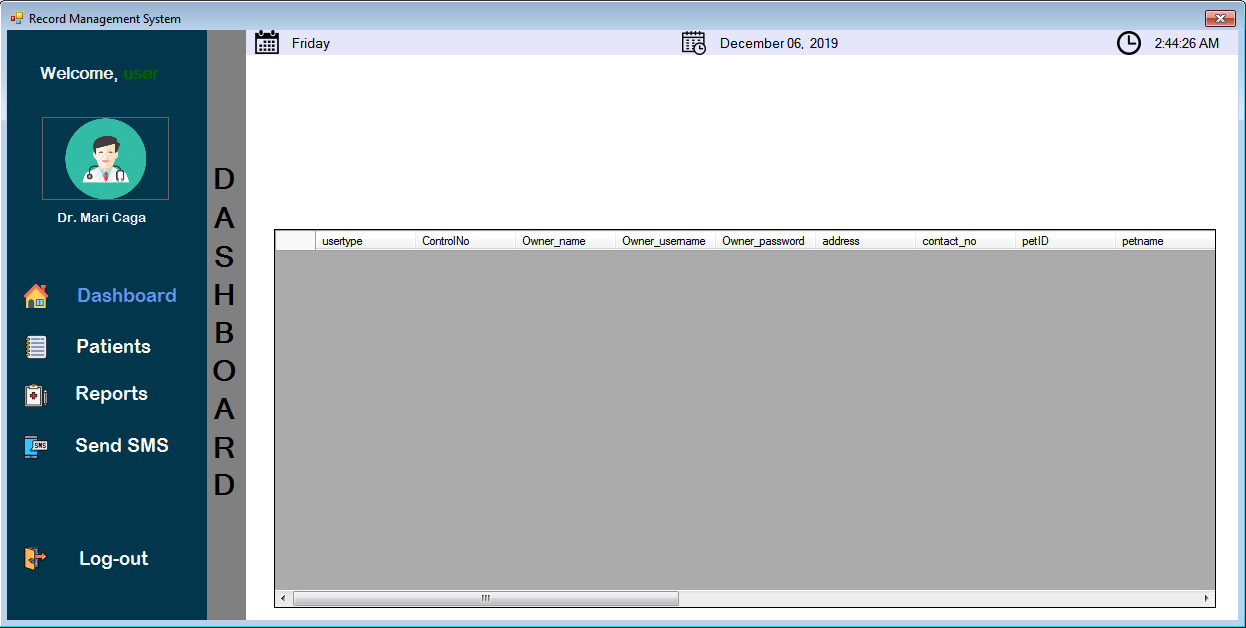 Record Management System
Friday
December 06, 2019
2:44:26 AM
Welcome, user
Dr. Mari Caga
Dashboard
Patients
Reports
SMS
Send SMS
Log-out
D
A
S
H
B
O
A
R
D
usertype ControlNo Owner_name Owner_username Owner_password address contact_no petID petname